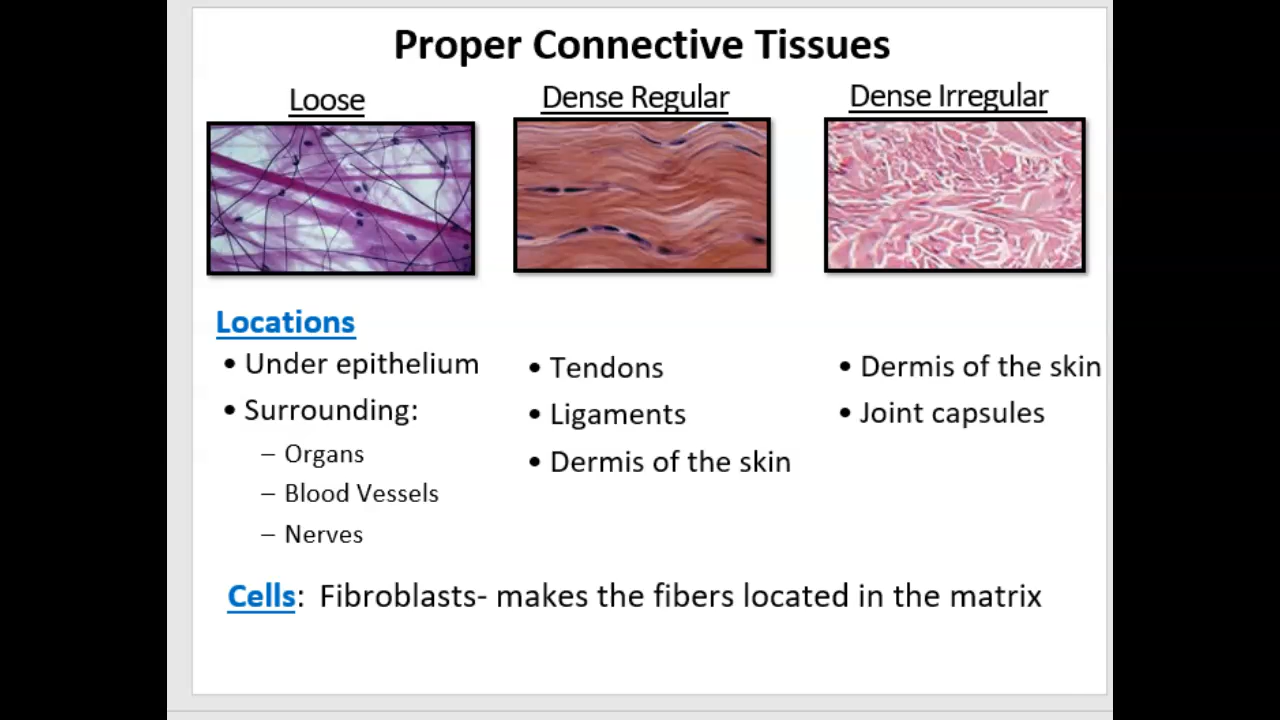 Proper Connective Tissues
Loose
Dense Regular
Dense Irregular
Locations
• Under epithelium
• Surrounding:
– Organs
– Blood Vessels
– Nerves
• Tendons
• Ligaments
• Dermis of the skin
• Dermis of the skin
• Joint capsules
Cells: Fibroblasts- makes the fibers located in the matrix